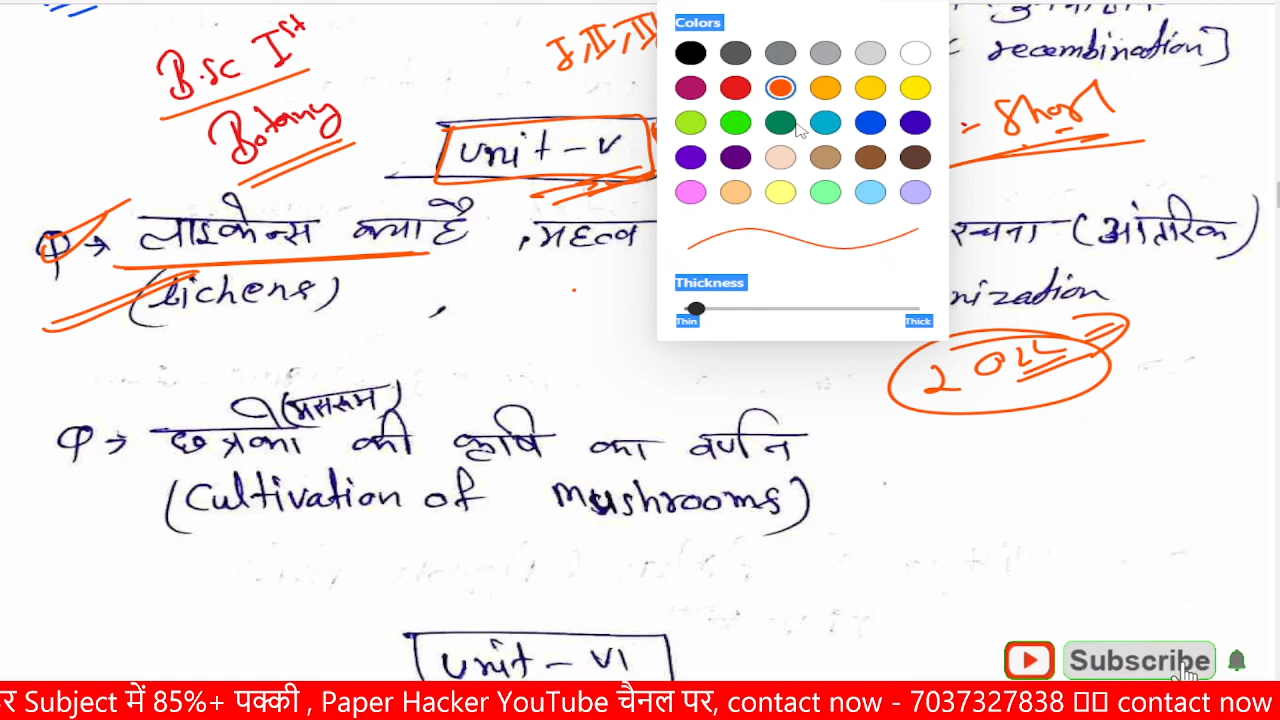 = recombination]
B.sc Ist
I, II, III
Botany
Unit - V
= Short
Q→ लाइकेन्स क्या है , महत्व रचना (आंतरिक)
(lichens) , nization
2022
(मशरूम)
Q→ छत्रको की कृषि का वर्णन
(Cultivation of mushrooms)
Unit - VI
Colors
Thickness
Thin Thick
Subscribe
र Subject में 85%+ पक्की , Paper Hacker YouTube चैनल पर, contact now - 7037327838 contact now